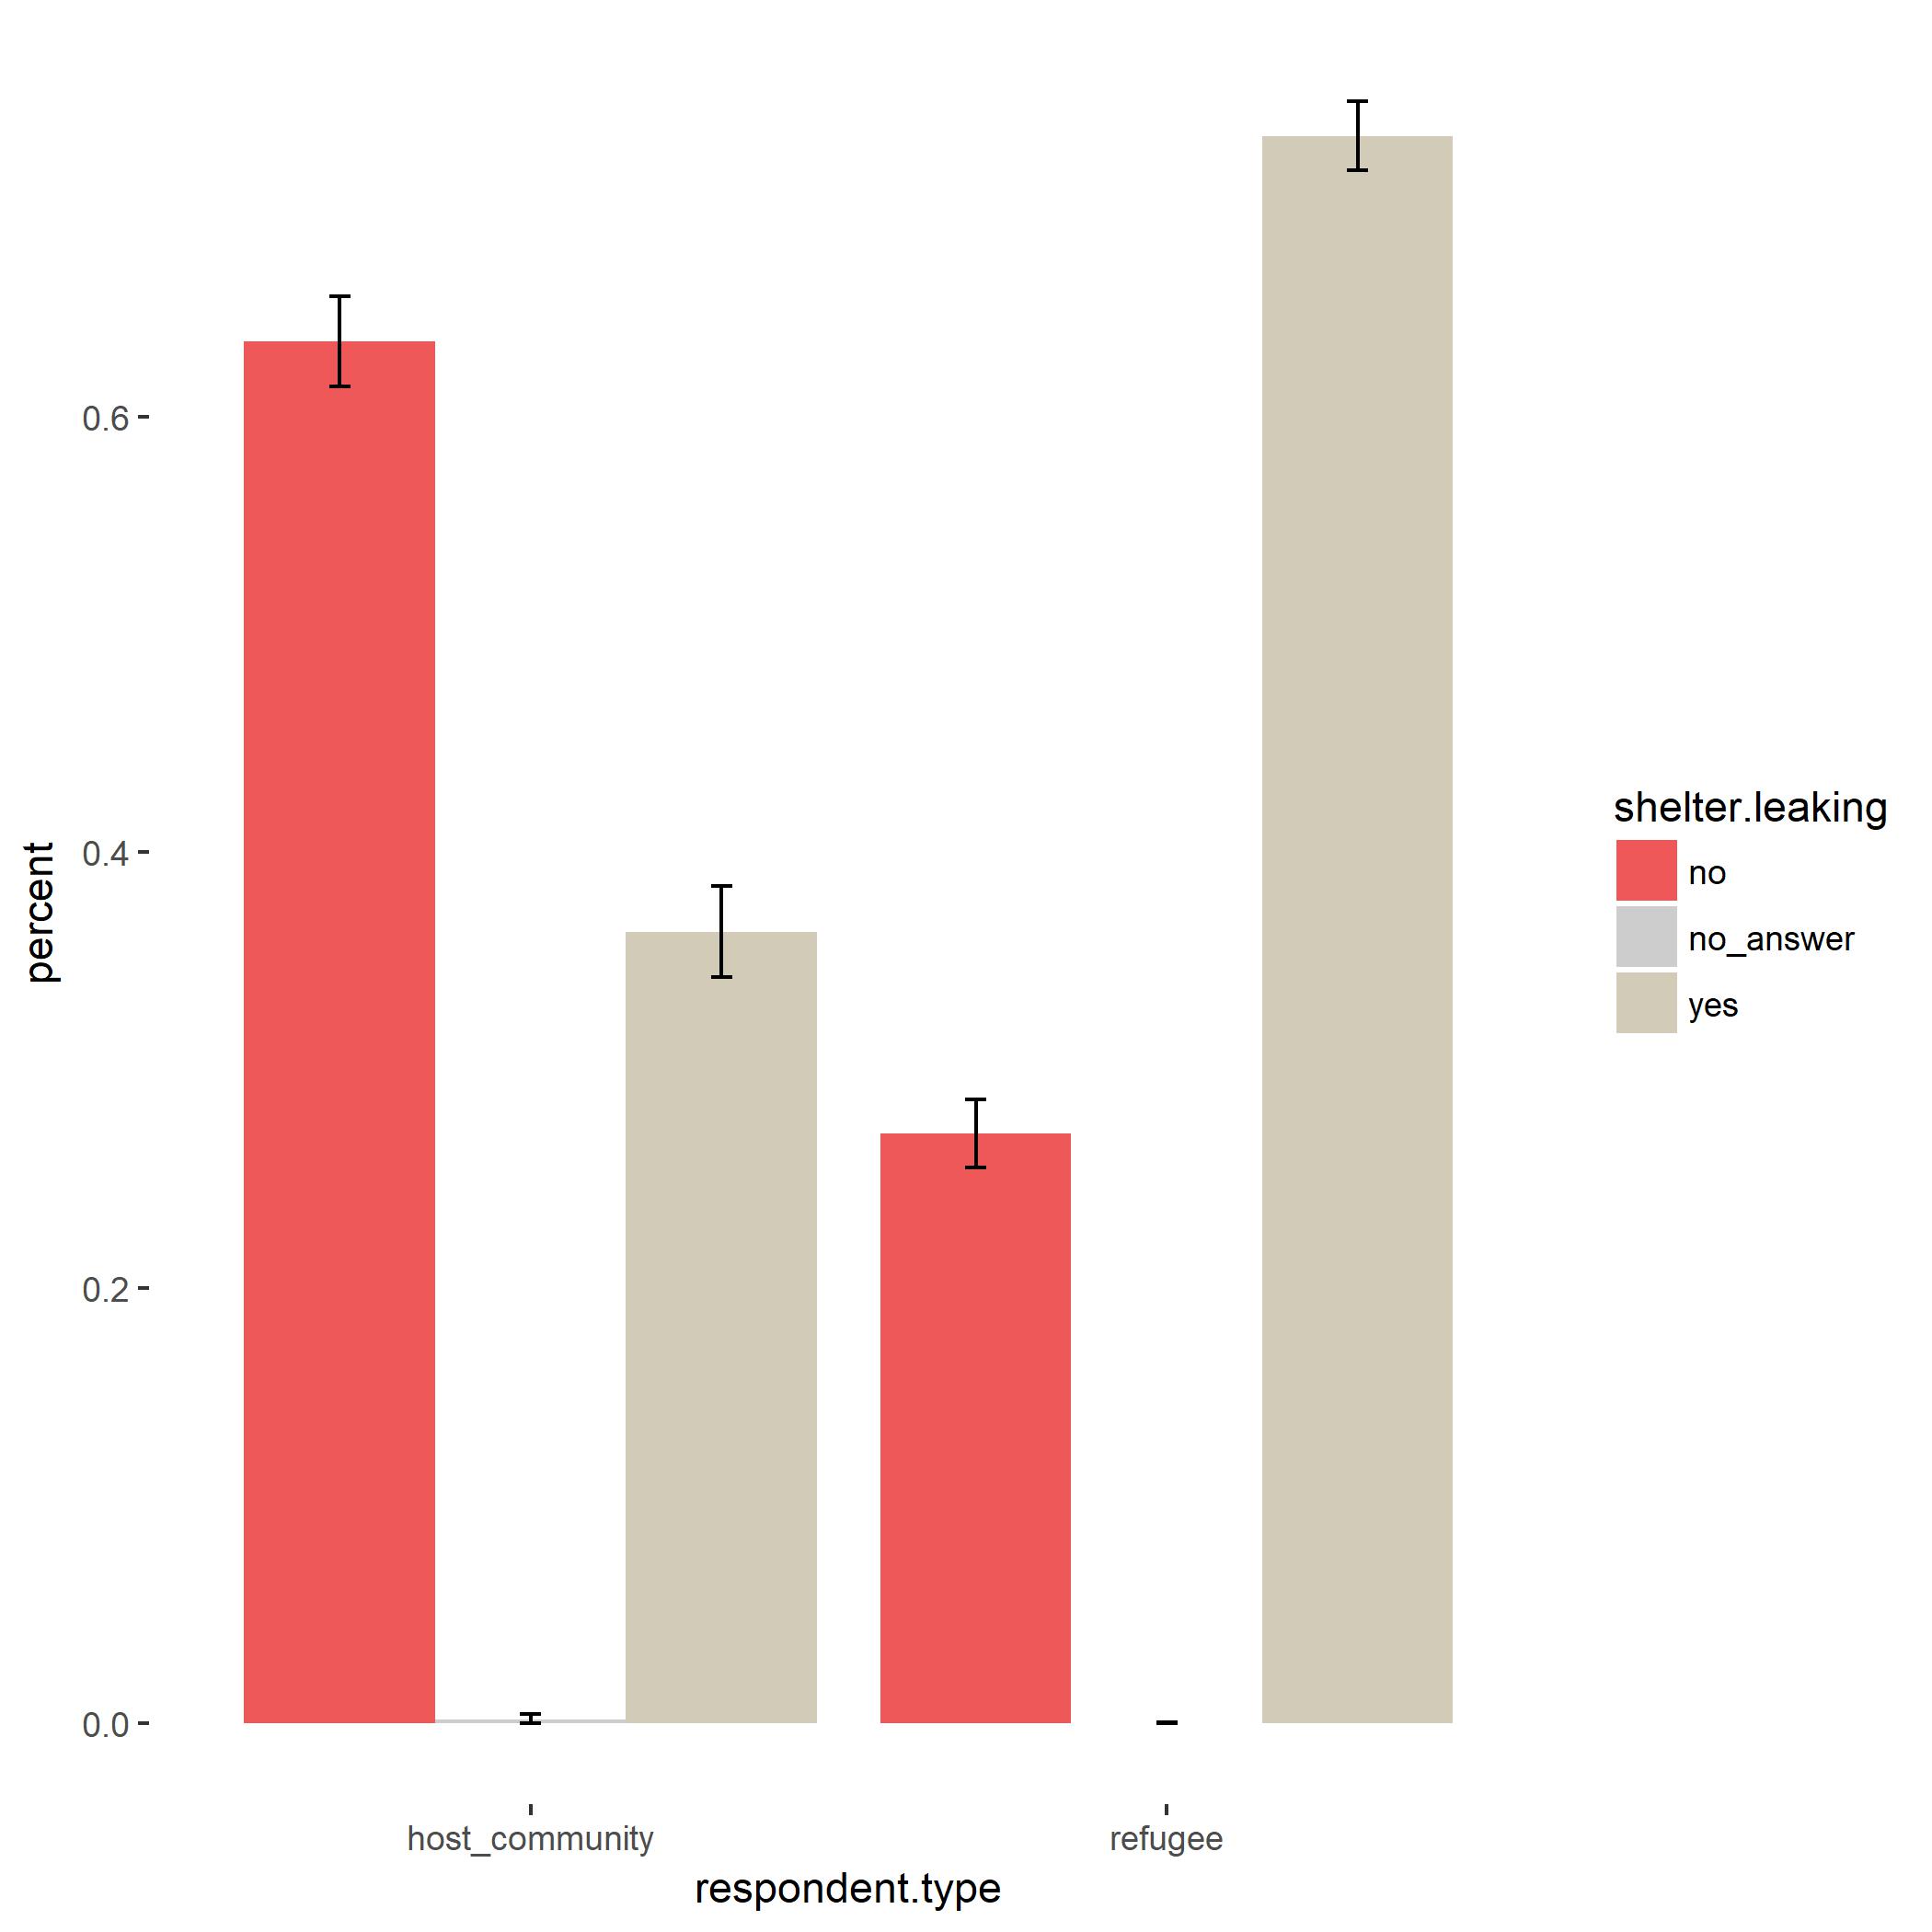 percent
0.6
0.4
0.2
0.0
host_community
refugee
respondent.type
shelter.leaking
no
no_answer
yes